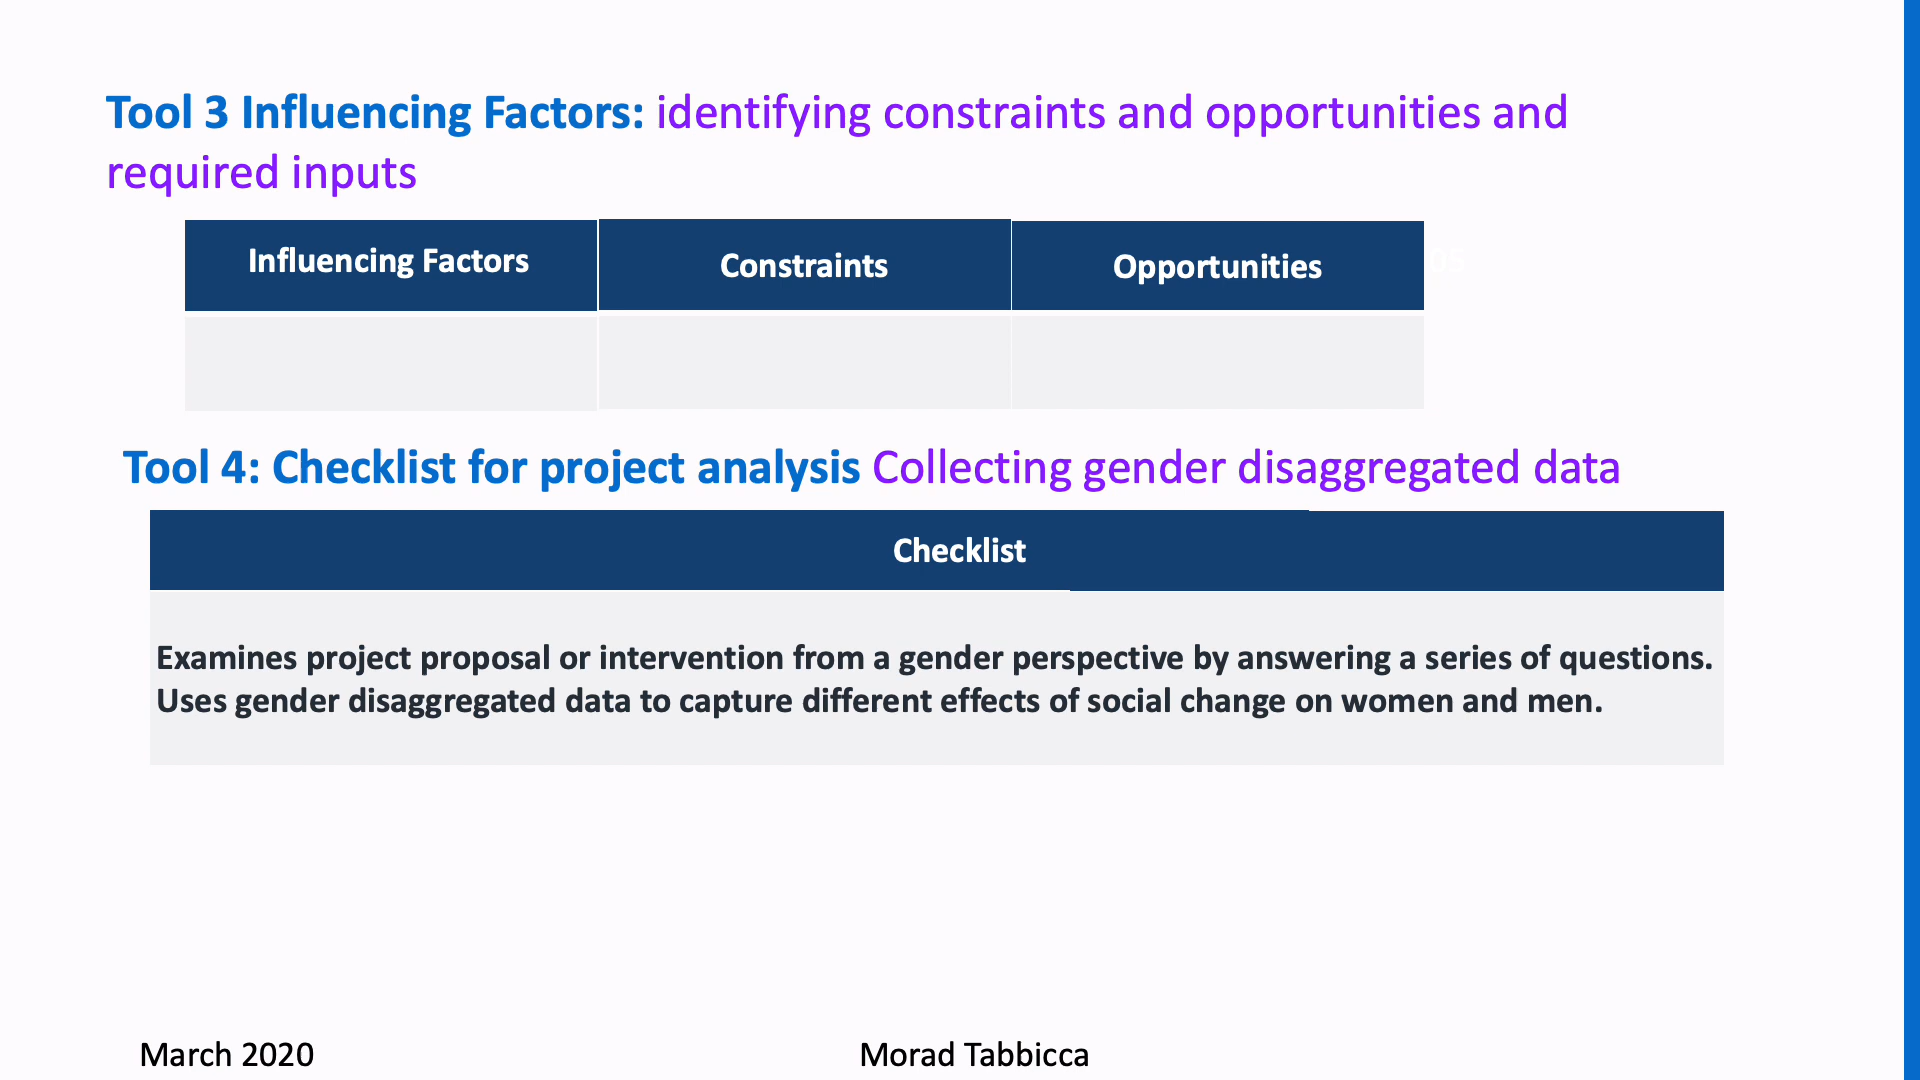 Tool 3 Influencing Factors: identifying constraints and opportunities and
required inputs
Influencing Factors Constraints Opportunities
Tool 4: Checklist for project analysis Collecting gender disaggregated data
Checklist
Examines project proposal or intervention from a gender perspective by answering a series of questions.
Uses gender disaggregated data to capture different effects of social change on women and men.
March 2020 Morad Tabbicca